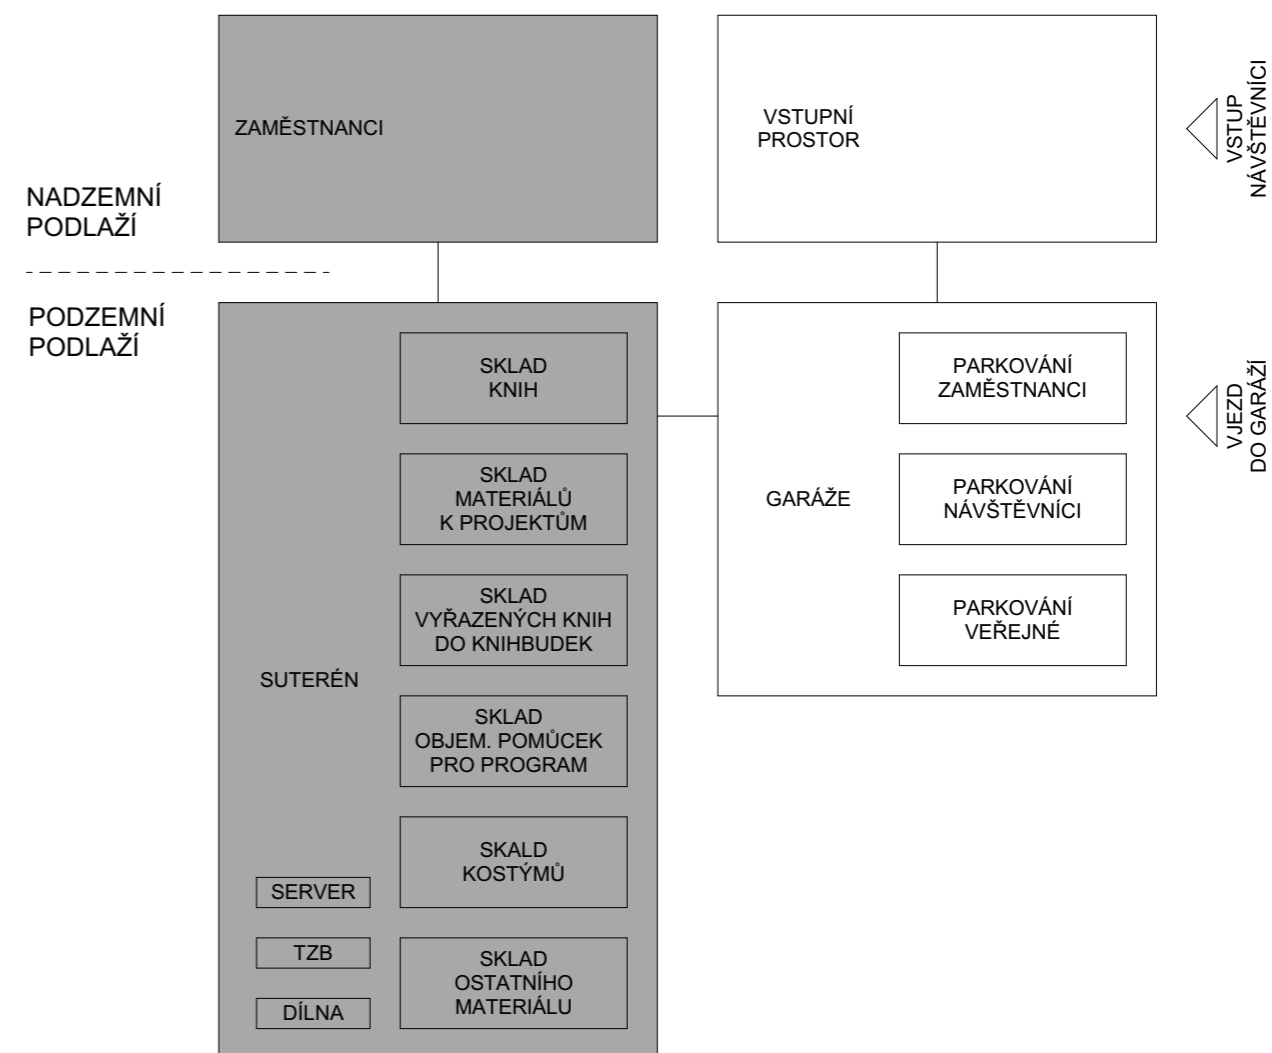 ZAMĚSTNANCI
VSTUPNÍ
PROSTOR
VSTUP
NÁVŠTĚVNÍCI
NADZEMNÍ
PODLAŽÍ
PODZEMNÍ
PODLAŽÍ
SUTERÉN
SKLAD
KNIH
SKLAD
MATERIÁLŮ
K PROJEKTŮM
SKLAD
VYŘAZENÝCH KNIH
DO KNIHBUDEK
SKLAD
OBJEM. POMŮCEK
PRO PROGRAM
SKALD
KOSTÝMŮ
SKLAD
OSTATNÍHO
MATERIÁLU
SERVER
TZB
DÍLNA
GARÁŽE
PARKOVÁNÍ
ZAMĚSTNANCI
PARKOVÁNÍ
NÁVŠTĚVNÍCI
PARKOVÁNÍ
VEŘEJNÉ
VJEZD
DO GARÁŽÍ